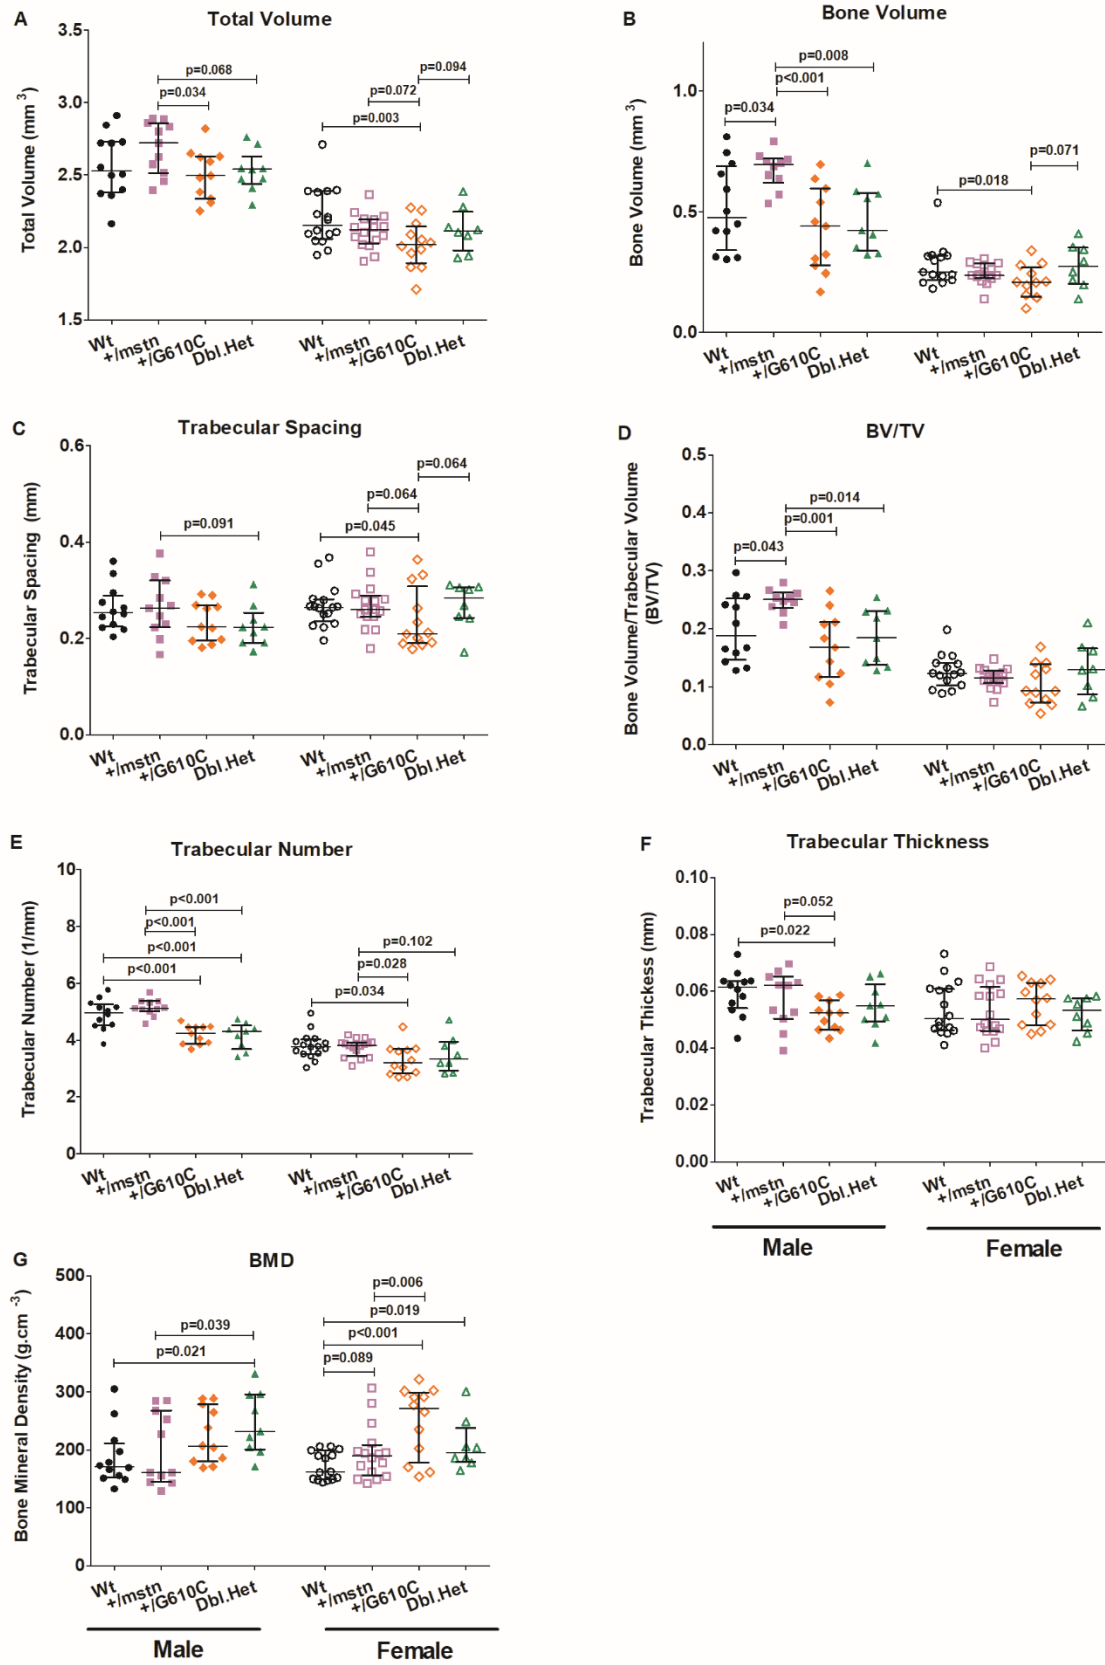 A
Total Volume
Total Volume (mm 3)
3.5
3.0
2.5
2.0
1.5
p=0.068
p=0.034
p=0.094
p=0.072
p=0.003
Wt
+/mstn
+/G610C
Dbl.Het
Wt
+/mstn
+/G610C
Dbl.Het
B
Bone Volume
Bone Volume (mm 3)
1.0
0.5
0.0
p=0.008
p<0.001
p=0.034
p=0.071
p=0.018
Wt
+/mstn
+/G610C
Dbl.Het
Wt
+/mstn
+/G610C
Dbl.Het
C
Trabecular Spacing
Trabecular Spacing (mm)
0.6
0.4
0.2
0.0
p=0.091
p=0.064
p=0.064
p=0.045
Wt
+/mstn
+/G610C
Dbl.Het
Wt
+/mstn
+/G610C
Dbl.Het
D
BV/TV
Bone Volume/Trabecular Volume
(BV/TV)
0.5
0.4
0.3
0.2
0.1
0.0
p=0.014
p=0.001
p=0.043
Wt
+/mstn
+/G610C
Dbl.Het
Wt
+/mstn
+/G610C
Dbl.Het
E
Trabecular Number
Trabecular Number (1/mm)
10
8
6
4
2
0
p<0.001
p<0.001
p<0.001
p<0.001
p=0.102
p=0.028
p=0.034
Wt
+/mstn
+/G610C
Dbl.Het
Wt
+/mstn
+/G610C
Dbl.Het
F
Trabecular Thickness
Trabecular Thickess (mm)
0.10
0.08
0.06
0.04
0.02
0.00
p=0.052
p=0.022
Wt
+/mstn
+/G610C
Dbl.Het
Wt
+/mstn
+/G610C
Dbl.Het
Male
Female
G
BMD
Bone Mineral Density (g.cm -3)
500
400
300
200
100
0
p=0.039
p=0.021
p=0.006
p=0.019
p<0.001
p=0.089
Wt
+/mstn
+/G610C
Dbl.Het
Wt
+/mstn
+/G610C
Dbl.Het
Male
Female